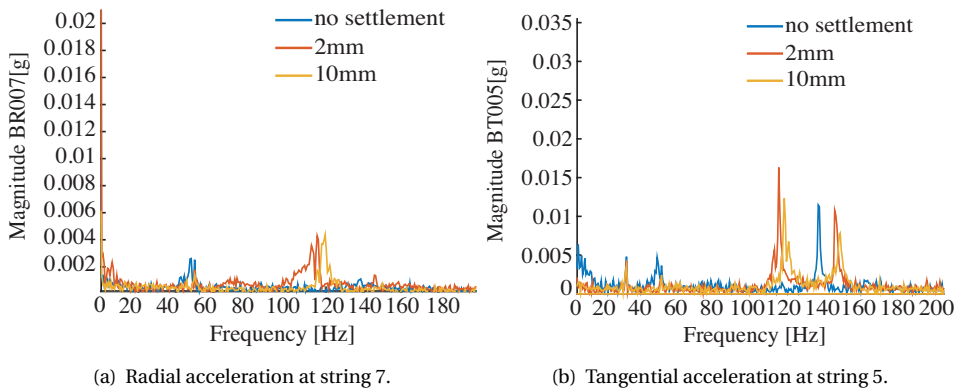 no settlement
2mm
10mm
0.02
0.018
0.016
0.014
0.012
0.01
0.008
0.006
0.004
0.002
Magnitude BR007[g]
0 20 40 60 80 100 120 140 160 180
Frequency [Hz]
(a) Radial acceleration at string 7.
no settlement
2mm
10mm
0.035
0.03
0.025
0.02
0.015
0.01
0.005
0
Magnitude BT005[g]
0 20 40 60 80 100 120 140 160 180 200
Frequency [Hz]
(b) Tangential acceleration at string 5.